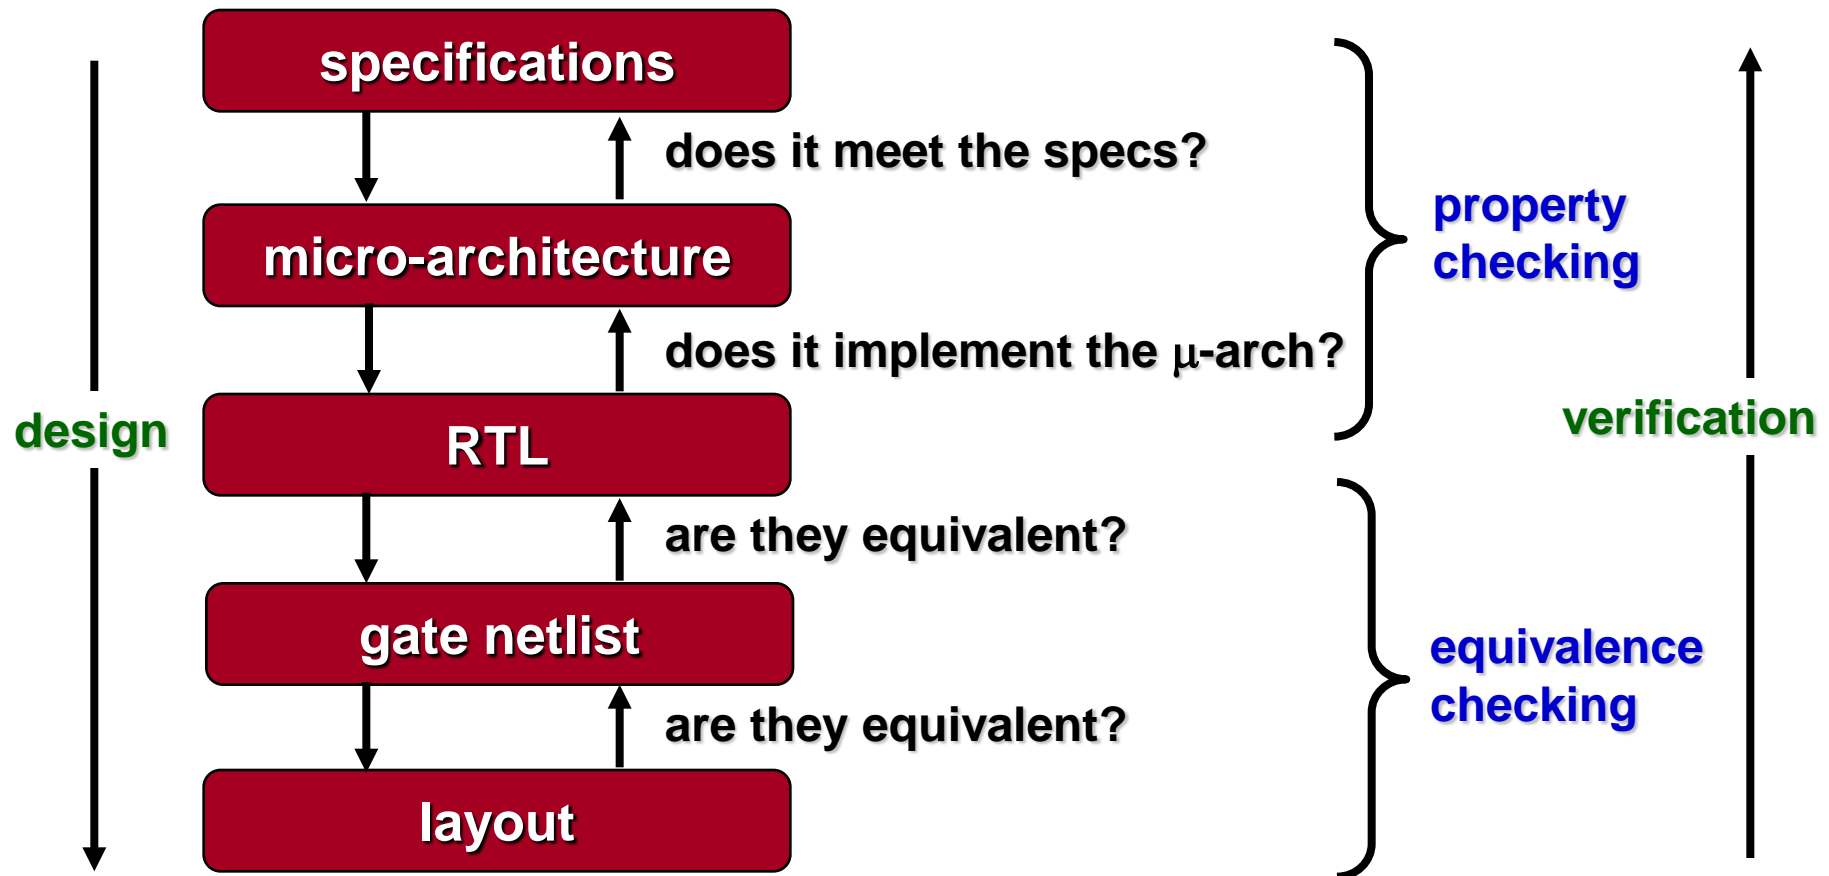 specifications
does it meet the specs?
property
checking
micro-architecture
does it implement the μ-arch?
design
RTL
verification
are they equivalent?
gate netlist
equivalence
checking
are they equivalent?
layout